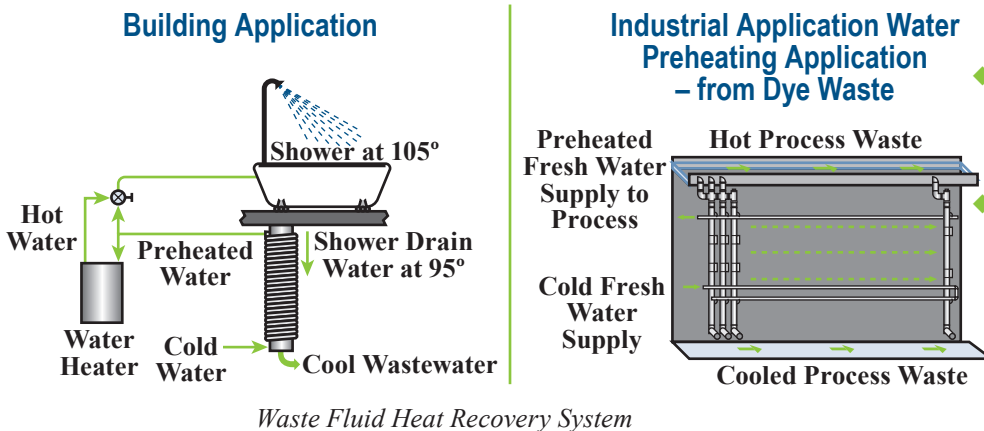 Building Application
Shower at 105º
Hot
Water
Preheated
Water
Shower Drain
Water at 95º
Water
Heater
Cold
Water
Cool Wastewater
Industrial Application Water
Preheating Application
– from Dye Waste
Preheated
Fresh Water
Supply to
Process
Hot Process Waste
Cold Fresh
Water
Supply
Cooled Process Waste
Waste Fluid Heat Recovery System